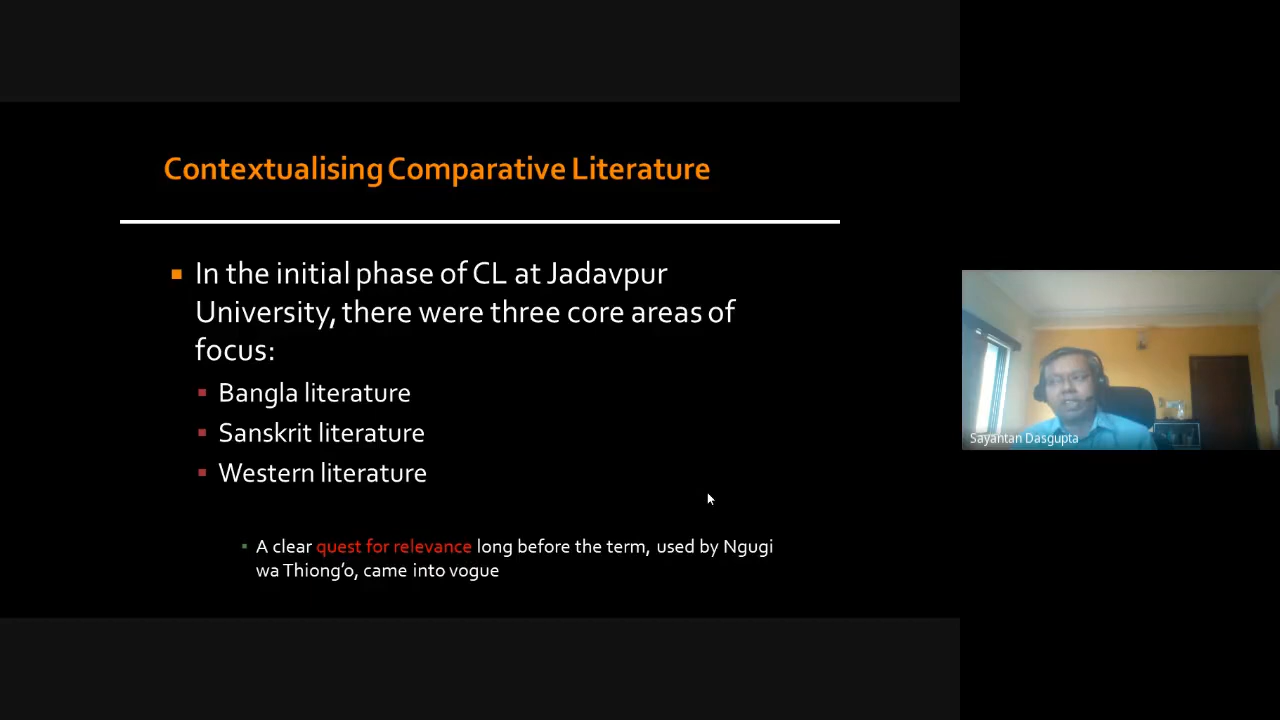 Contextualising Comparative Literature
In the initial phase of CL at Jadavpur
University, there were three core areas of
focus:
Bangla literature
Sanskrit literature
Western literature
A clear quest for relevance long before the term, used by Ngugi
wa Thiong’o, came into vogue
Sayantan Dasgupta